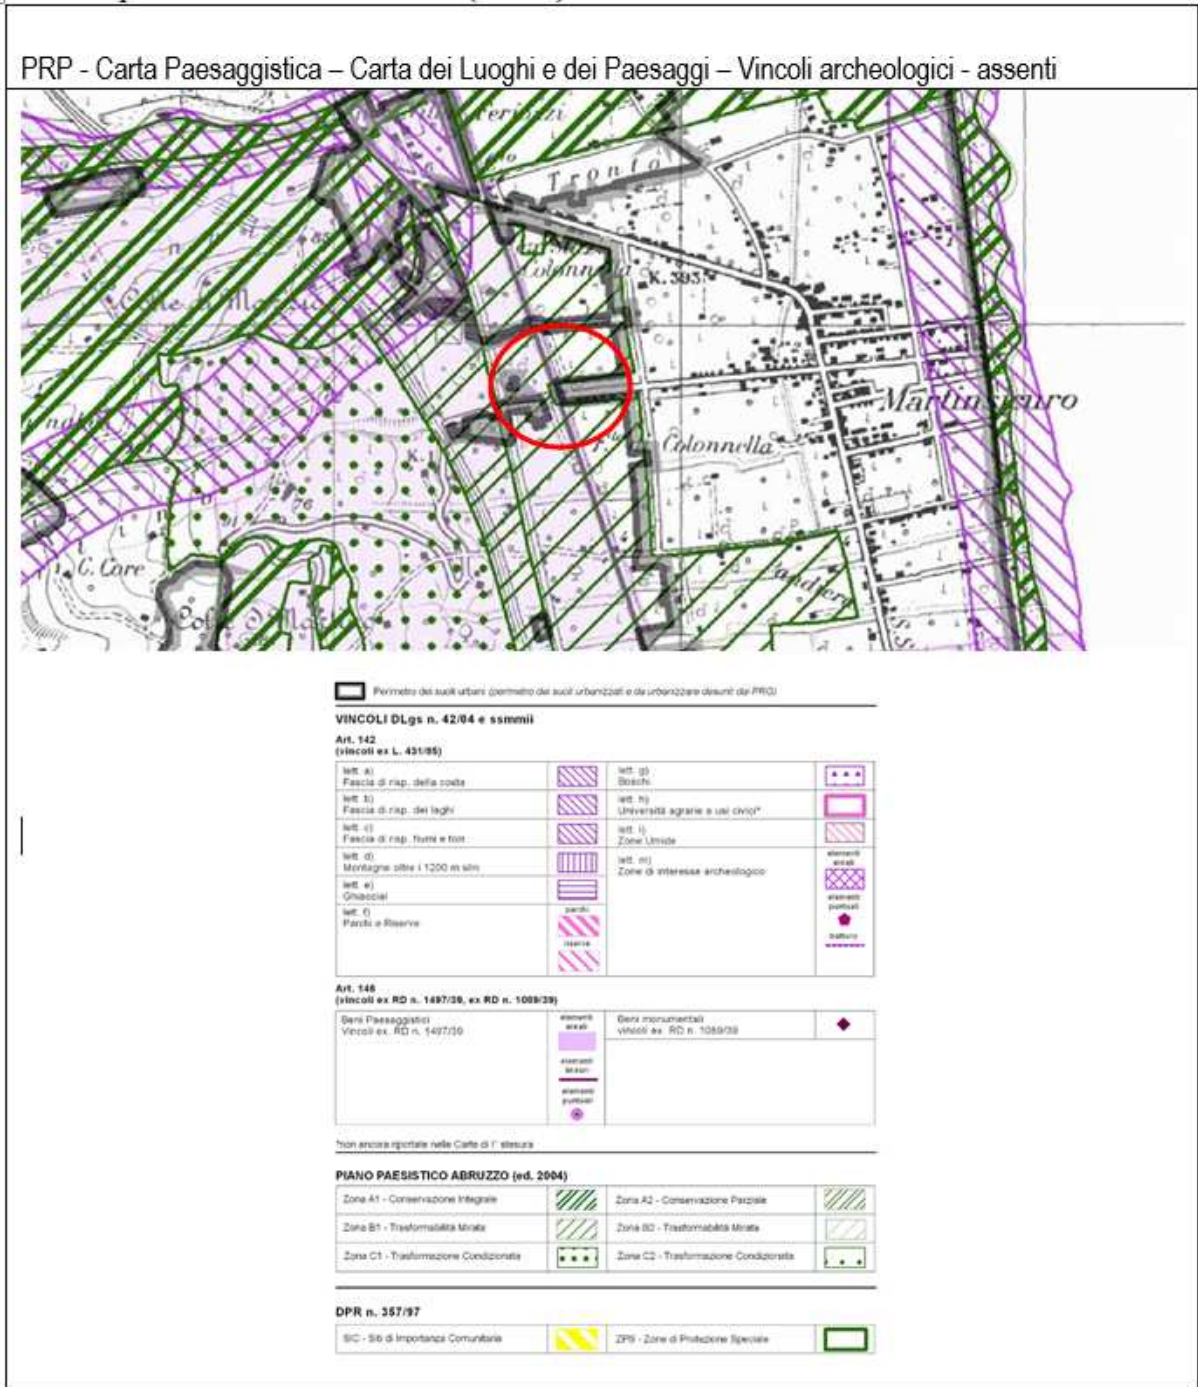 PRP - Carta Paesaggistica – Carta dei Luoghi e dei Paesaggi – Vincoli archeologici - assenti
Tronto
Colonnella
K. 393
Martinsicuro
Colonnella
76
C. Core
Perimetro dei suoli urbani (perimetro dei suoli urbanizzati e da urbanizzare desunti dai PRG)
VINCOLI DLgs n. 42/04 e ssmmii
Art. 142
(vincoli ex L. 431/85)
lett. a)
Fascia di risp. della costa
lett. g)
Boschi
lett. b)
Fascia di risp. dei laghi
lett. h)
Università agrarie e usi civici*
lett. c)
Fascia di risp. fiumi e torr
lett. i)
Zone Umide
lett. d)
Montagne oltre i 1200 m slm
lett. m)
Zone di interesse archeologico
elementi
areali
elementi
puntuali
tratturo
lett. e)
Ghiacciai
lett. f)
Parchi e Riserve
parchi
riserve
Art. 146
(vincoli ex RD n. 1497/39, ex RD n. 1089/39)
Beni Paesaggistici
Vincoli ex. RD n. 1497/39
elementi
areali
elementi
lineari
elementi
puntuali
Beni monumentali
vincoli ex. RD n. 1089/39
*non ancora riportate nelle Carte di 1° stesura
PIANO PAESISTICO ABRUZZO (ed. 2004)
Zona A1 - Conservazione Integrale
Zona A2 - Conservazione Parziale
Zona B1 - Trasformabilità Mirata
Zona B2 - Trasformabilità Mirata
Zona C1 - Trasformazione Condizionata
Zona C2 - Trasformazione Condizionata
DPR n. 357/97
SIC - Siti di Importanza Comunitaria
ZPS - Zone di Protezione Speciale